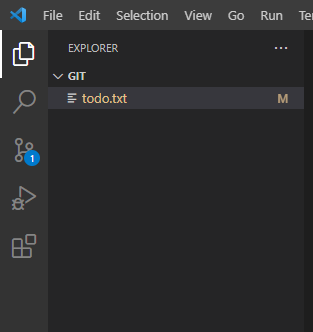 File Edit Selection View Go Run
EXPLORER
GIT
todo.txt M
1